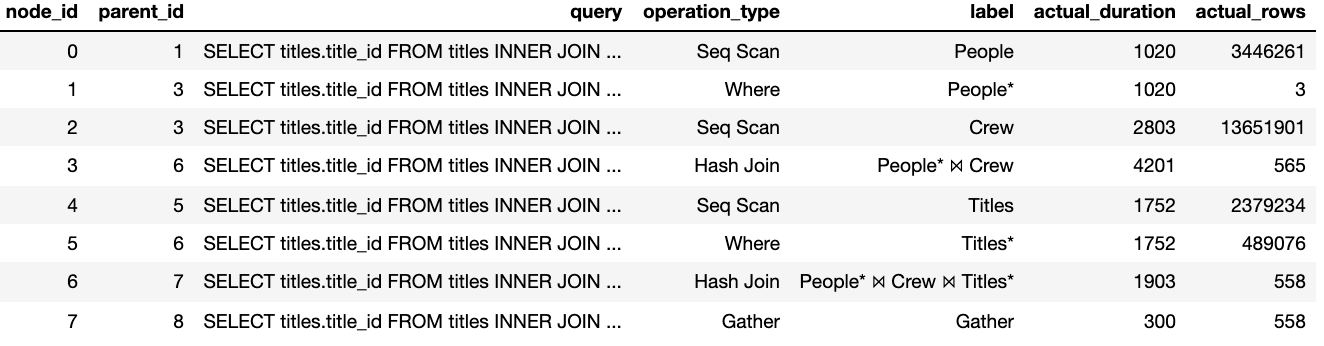 node_id parent_id query operation_type label actual_duration actual_rows
0 1 SELECT titles.title_id FROM titles INNER JOIN ... Seq Scan People 1020 3446261
1 3 SELECT titles.title_id FROM titles INNER JOIN ... Where People* 1020 3
2 3 SELECT titles.title_id FROM titles INNER JOIN ... Seq Scan Crew 2803 13651901
3 6 SELECT titles.title_id FROM titles INNER JOIN ... Hash Join People* ⋈ Crew 4201 565
4 5 SELECT titles.title_id FROM titles INNER JOIN ... Seq Scan Titles 1752 2379234
5 6 SELECT titles.title_id FROM titles INNER JOIN ... Where Titles* 1752 489076
6 7 SELECT titles.title_id FROM titles INNER JOIN ... Hash Join People* ⋈ Crew ⋈ Titles* 1903 558
7 8 SELECT titles.title_id FROM titles INNER JOIN ... Gather Gather 300 558